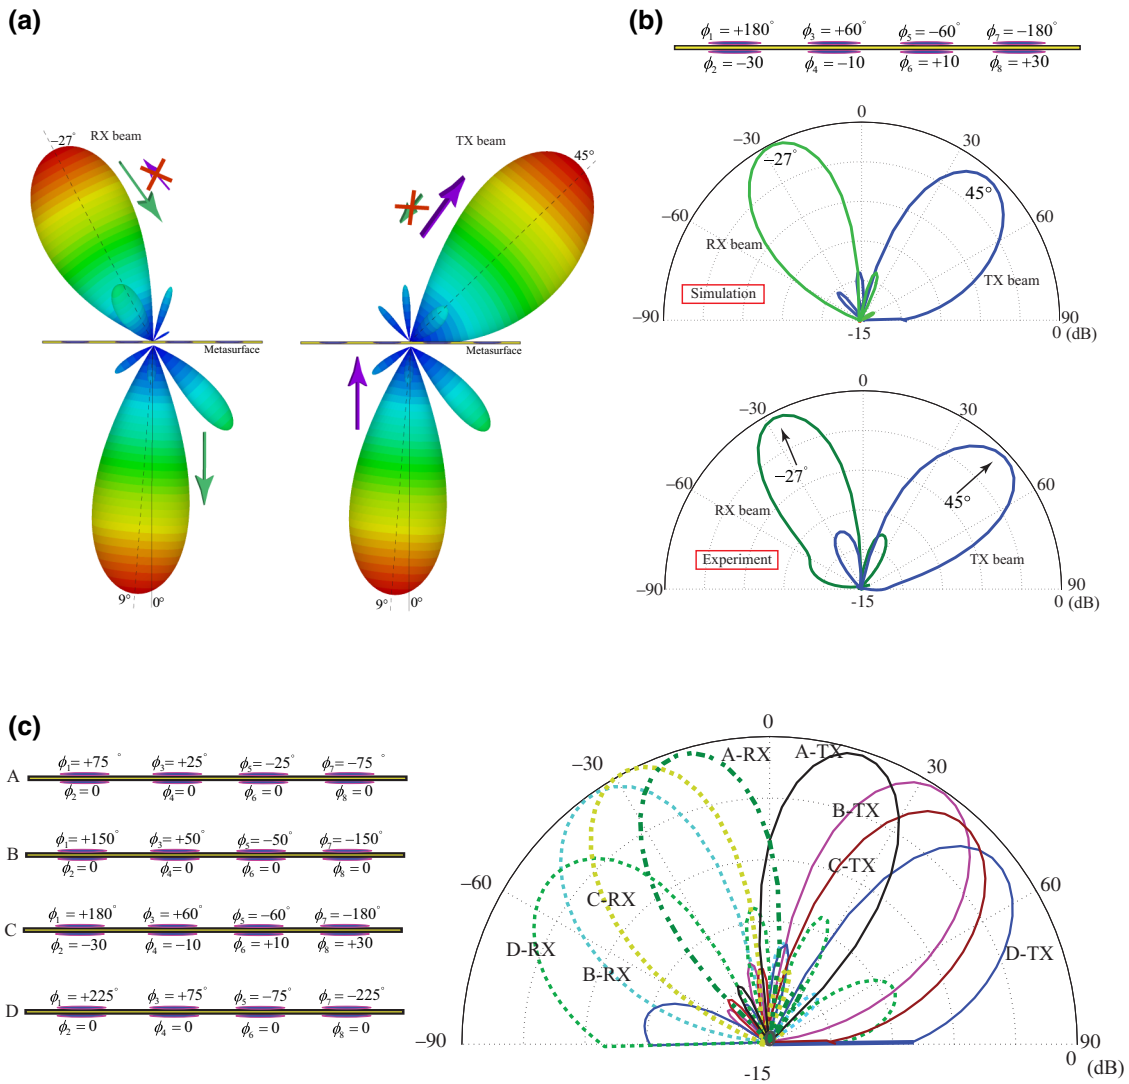 (a)
−27°
RX beam
TX beam
45°
Metasurface
Metasurface
9°
0°
9°
0°
(b)
ϕ1 = +180° ϕ3 = +60° ϕ5 = −60° ϕ7 = −180°
ϕ2 = −30 ϕ4 = −10 ϕ6 = +10 ϕ8 = +30
0
−30
30
−27°
45°
−60
60
RX beam
TX beam
Simulation
−90
-15
90
0 (dB)
0
−30
30
−27°
45°
−60
60
RX beam
TX beam
Experiment
−90
-15
90
0 (dB)
(c)
A
ϕ1= +75 ° ϕ3= +25° ϕ5= −25° ϕ7= −75 °
ϕ2= 0 ϕ4= 0 ϕ6= 0 ϕ8= 0
B
ϕ1= +150° ϕ3= +50° ϕ5= −50° ϕ7= −150°
ϕ2= 0 ϕ4= 0 ϕ6= 0 ϕ8= 0
C
ϕ1 = +180° ϕ3 = +60° ϕ5 = −60° ϕ7 = −180°
ϕ2 = −30 ϕ4 = −10 ϕ6 = +10 ϕ8 = +30
D
ϕ1 = +225° ϕ3 = +75° ϕ5= −75° ϕ7= −225°
ϕ2= 0 ϕ4= 0 ϕ6= 0 ϕ8= 0
0
−30
30
−60
60
A-RX
A-TX
B-TX
C-TX
C-RX
D-RX
B-RX
D-TX
−90
-15
90
0 (dB)